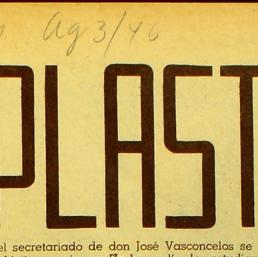 Ag 3/46
PLAST
el secretariado de don José Vasconcelos se